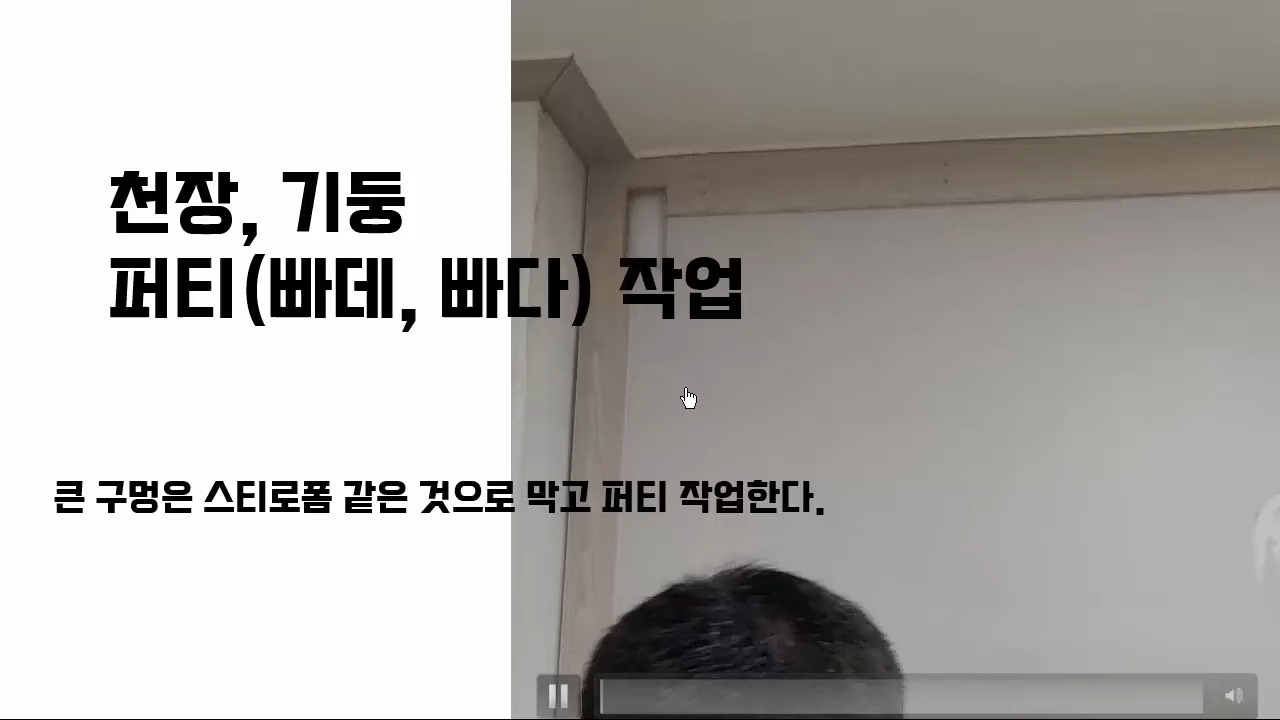 천장, 기둥
퍼티(빠데, 빠다) 작업
큰 구멍은 스티로폼 같은 것으로 막고 퍼티 작업한다.